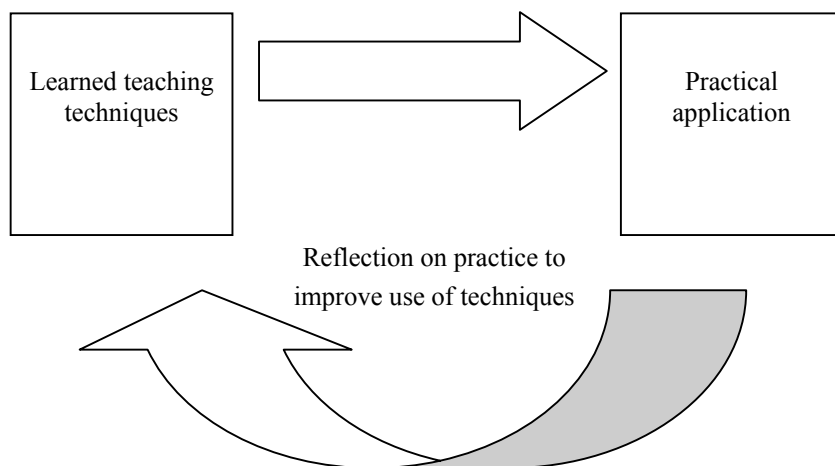 Learned teaching
techniques
Practical
application
Reflection on practice to
improve use of techniques